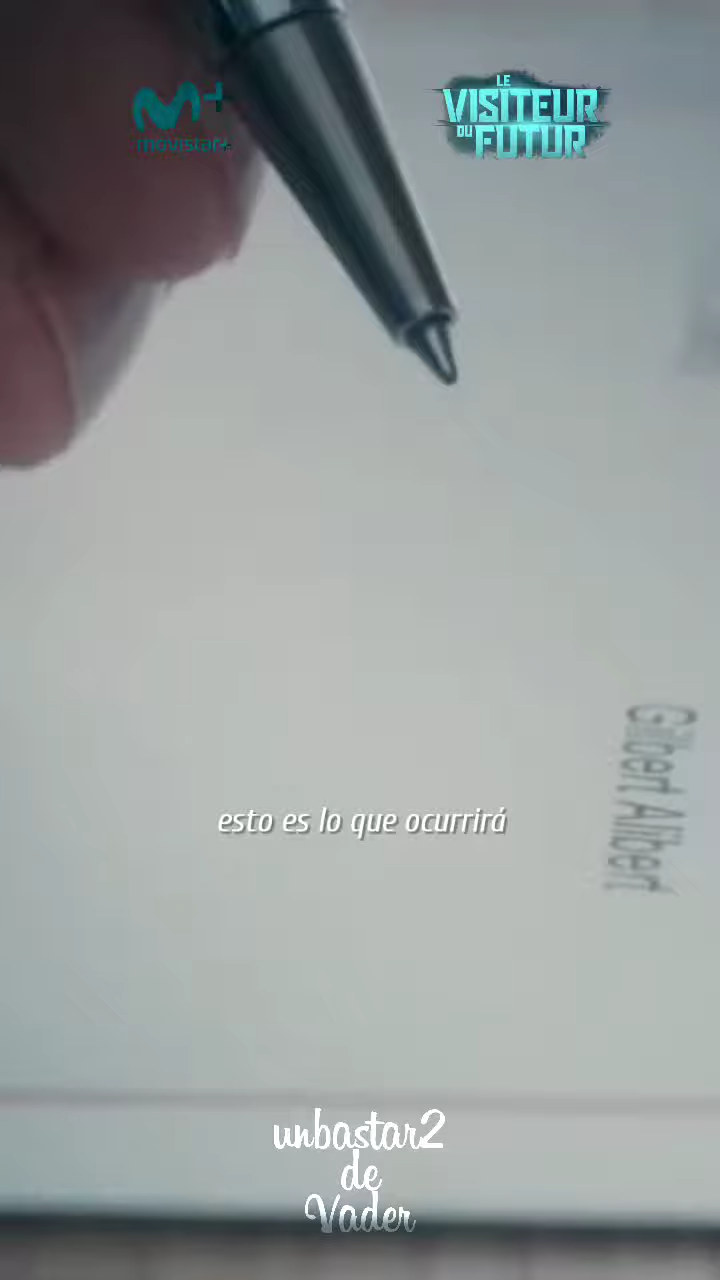 movistar+
LE
VISITEUR
DU
FUTUR
Gilbert Alibert
esto es lo que ocurrirá
unbastar2
de
Vader